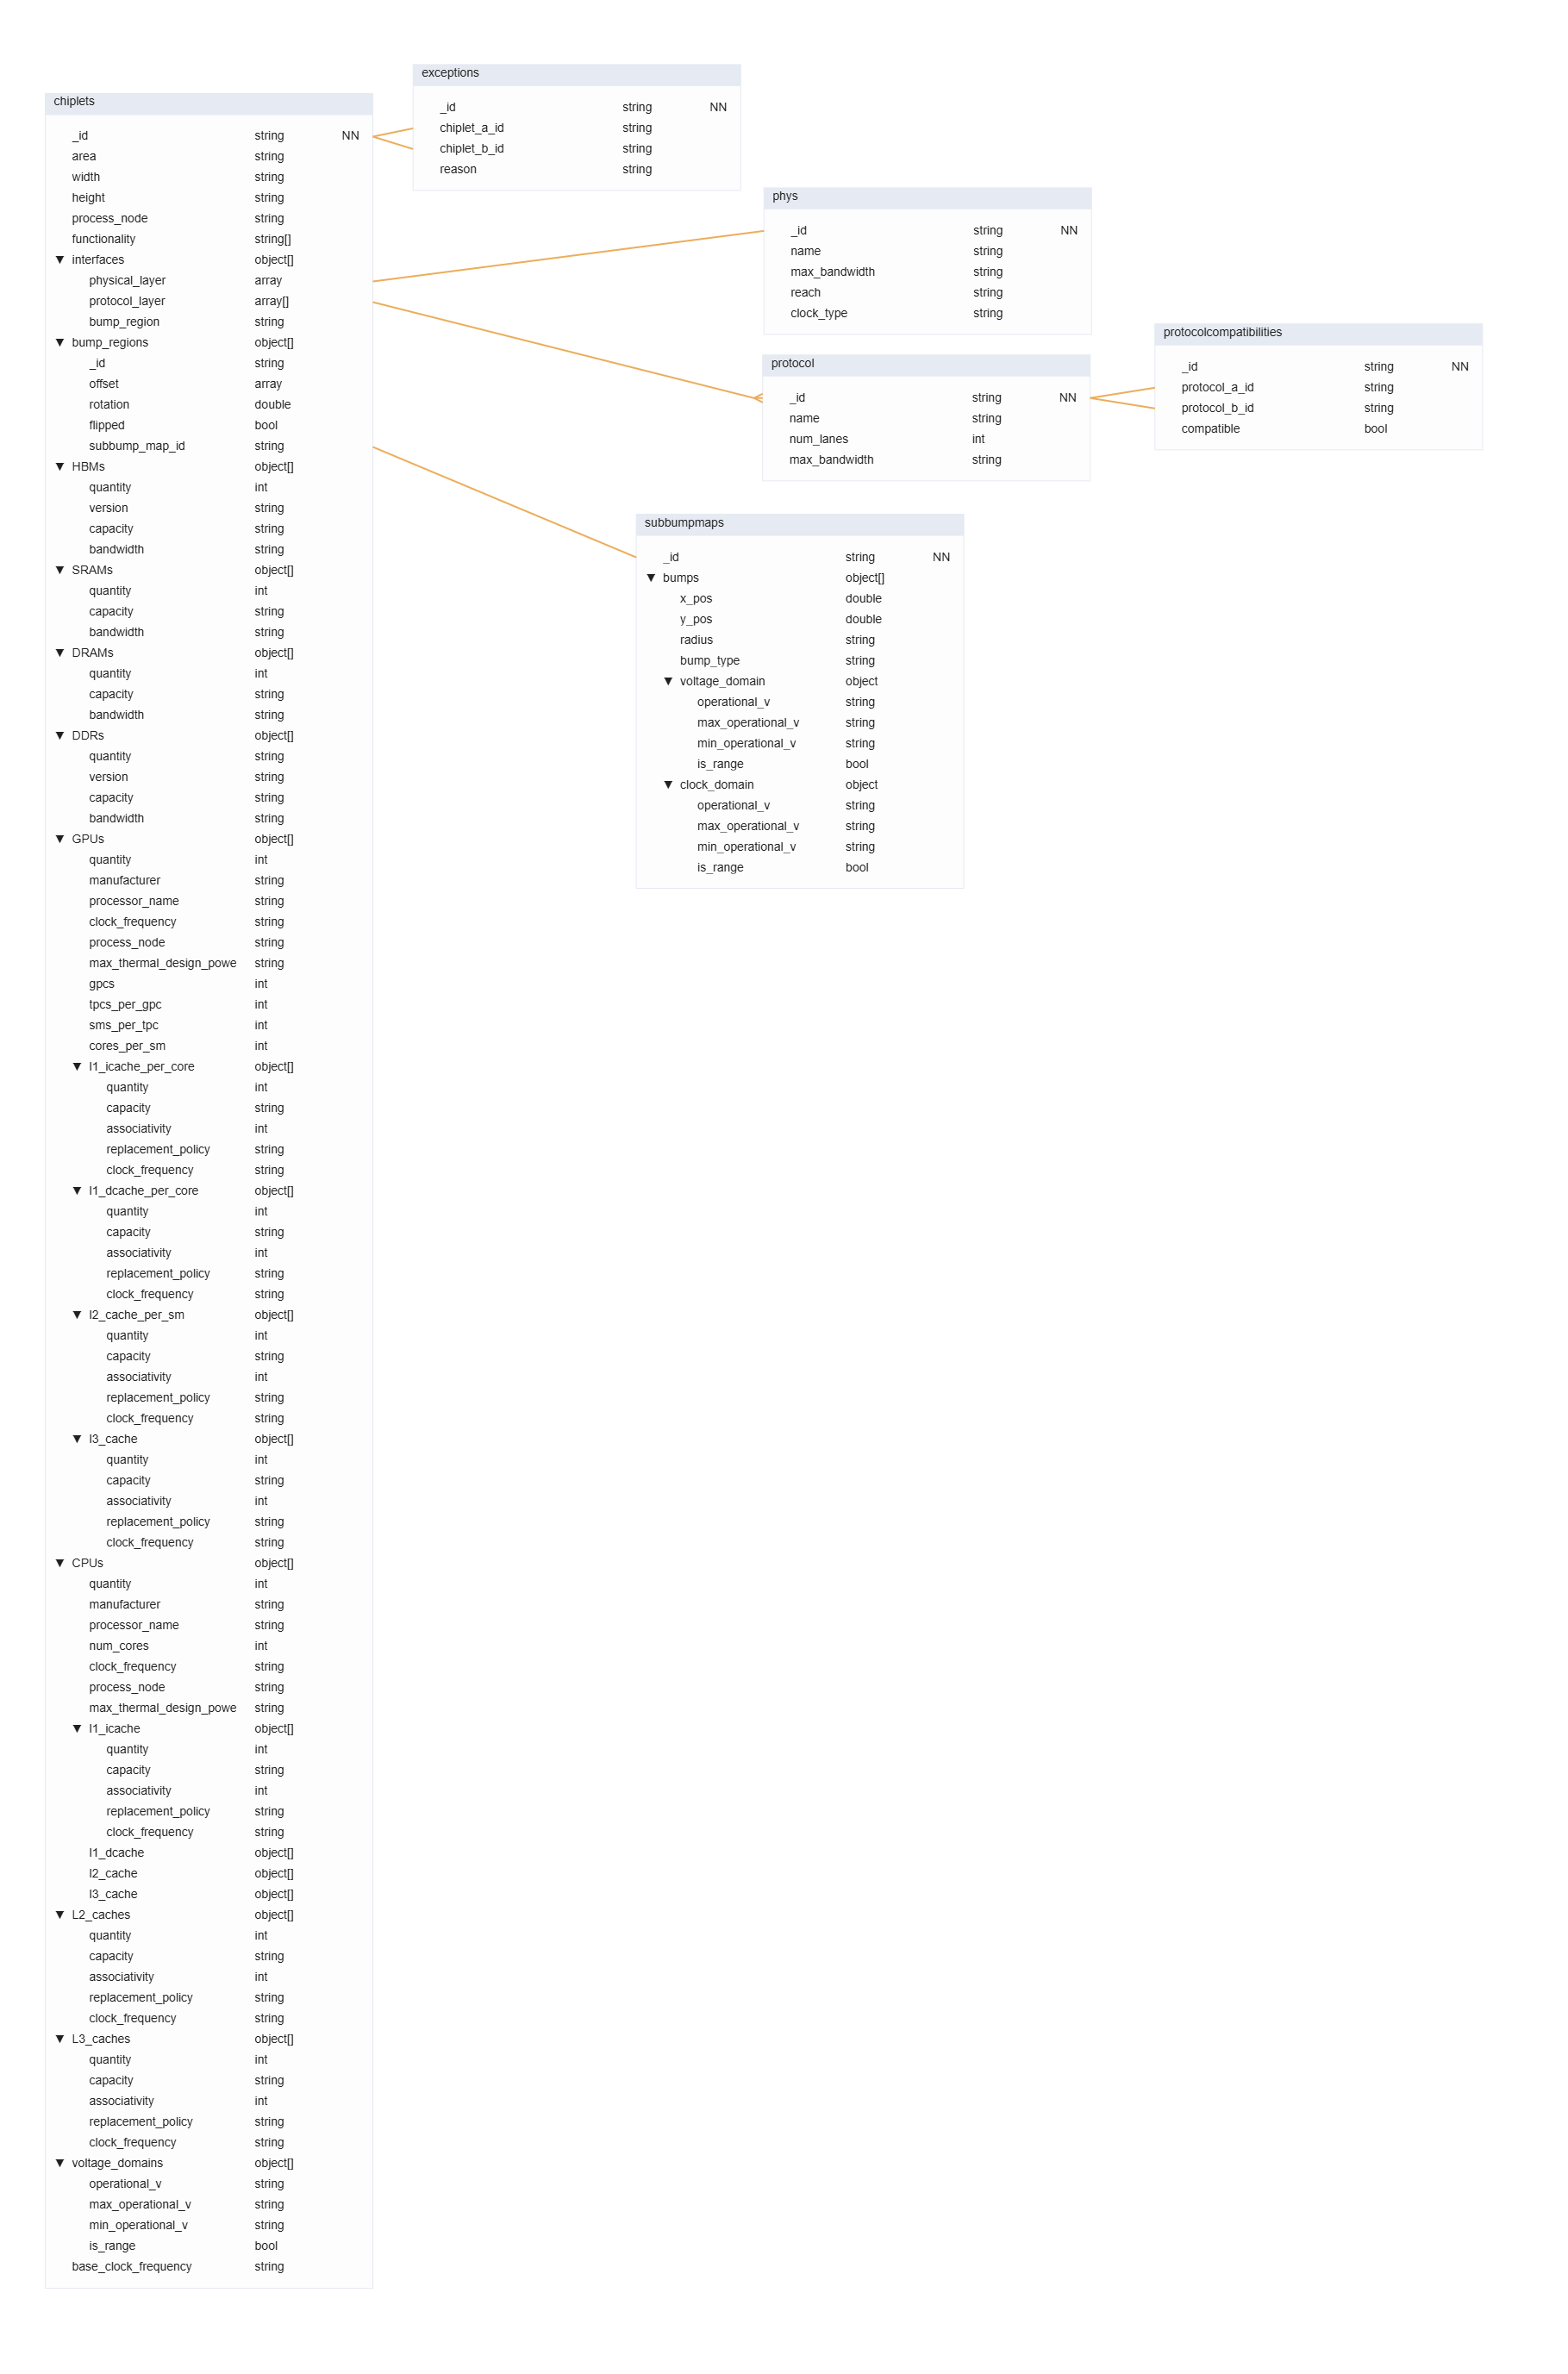 chiplets
_id string NN
area string
width string
height string
process_node string
functionality string[]
▼ interfaces object[]
physical_layer array
protocol_layer array[]
bump_region string
▼ bump_regions object[]
_id string
offset array
rotation double
flipped bool
subbump_map_id string
▼ HBMs object[]
quantity int
version string
capacity string
bandwidth string
▼ SRAMs object[]
quantity int
capacity string
bandwidth string
▼ DRAMs object[]
quantity int
capacity string
bandwidth string
▼ DDRs object[]
quantity string
version string
capacity string
bandwidth string
▼ GPUs object[]
quantity int
manufacturer string
processor_name string
clock_frequency string
process_node string
max_thermal_design_powe string
gpcs int
tpcs_per_gpc int
sms_per_tpc int
cores_per_sm int
▼ l1_icache_per_core object[]
quantity int
capacity string
associativity int
replacement_policy string
clock_frequency string
▼ l1_dcache_per_core object[]
quantity int
capacity string
associativity int
replacement_policy string
clock_frequency string
▼ l2_cache_per_sm object[]
quantity int
capacity string
associativity int
replacement_policy string
clock_frequency string
▼ l3_cache object[]
quantity int
capacity string
associativity int
replacement_policy string
clock_frequency string
▼ CPUs object[]
quantity int
manufacturer string
processor_name string
num_cores int
clock_frequency string
process_node string
max_thermal_design_powe string
▼ l1_icache object[]
quantity int
capacity string
associativity int
replacement_policy string
clock_frequency string
l1_dcache object[]
l2_cache object[]
l3_cache object[]
▼ L2_caches object[]
quantity int
capacity string
associativity int
replacement_policy string
clock_frequency string
▼ L3_caches object[]
quantity int
capacity string
associativity int
replacement_policy string
clock_frequency string
▼ voltage_domains object[]
operational_v string
max_operational_v string
min_operational_v string
is_range bool
base_clock_frequency string
exceptions
_id string NN
chiplet_a_id string
chiplet_b_id string
reason string
phys
_id string NN
name string
max_bandwidth string
reach string
clock_type string
protocol
_id string NN
name string
num_lanes int
max_bandwidth string
protocolcompatibilities
_id string NN
protocol_a_id string
protocol_b_id string
compatible bool
subbumpmaps
_id string NN
▼ bumps object[]
x_pos double
y_pos double
radius string
bump_type string
▼ voltage_domain object
operational_v string
max_operational_v string
min_operational_v string
is_range bool
▼ clock_domain object
operational_v string
max_operational_v string
min_operational_v string
is_range bool